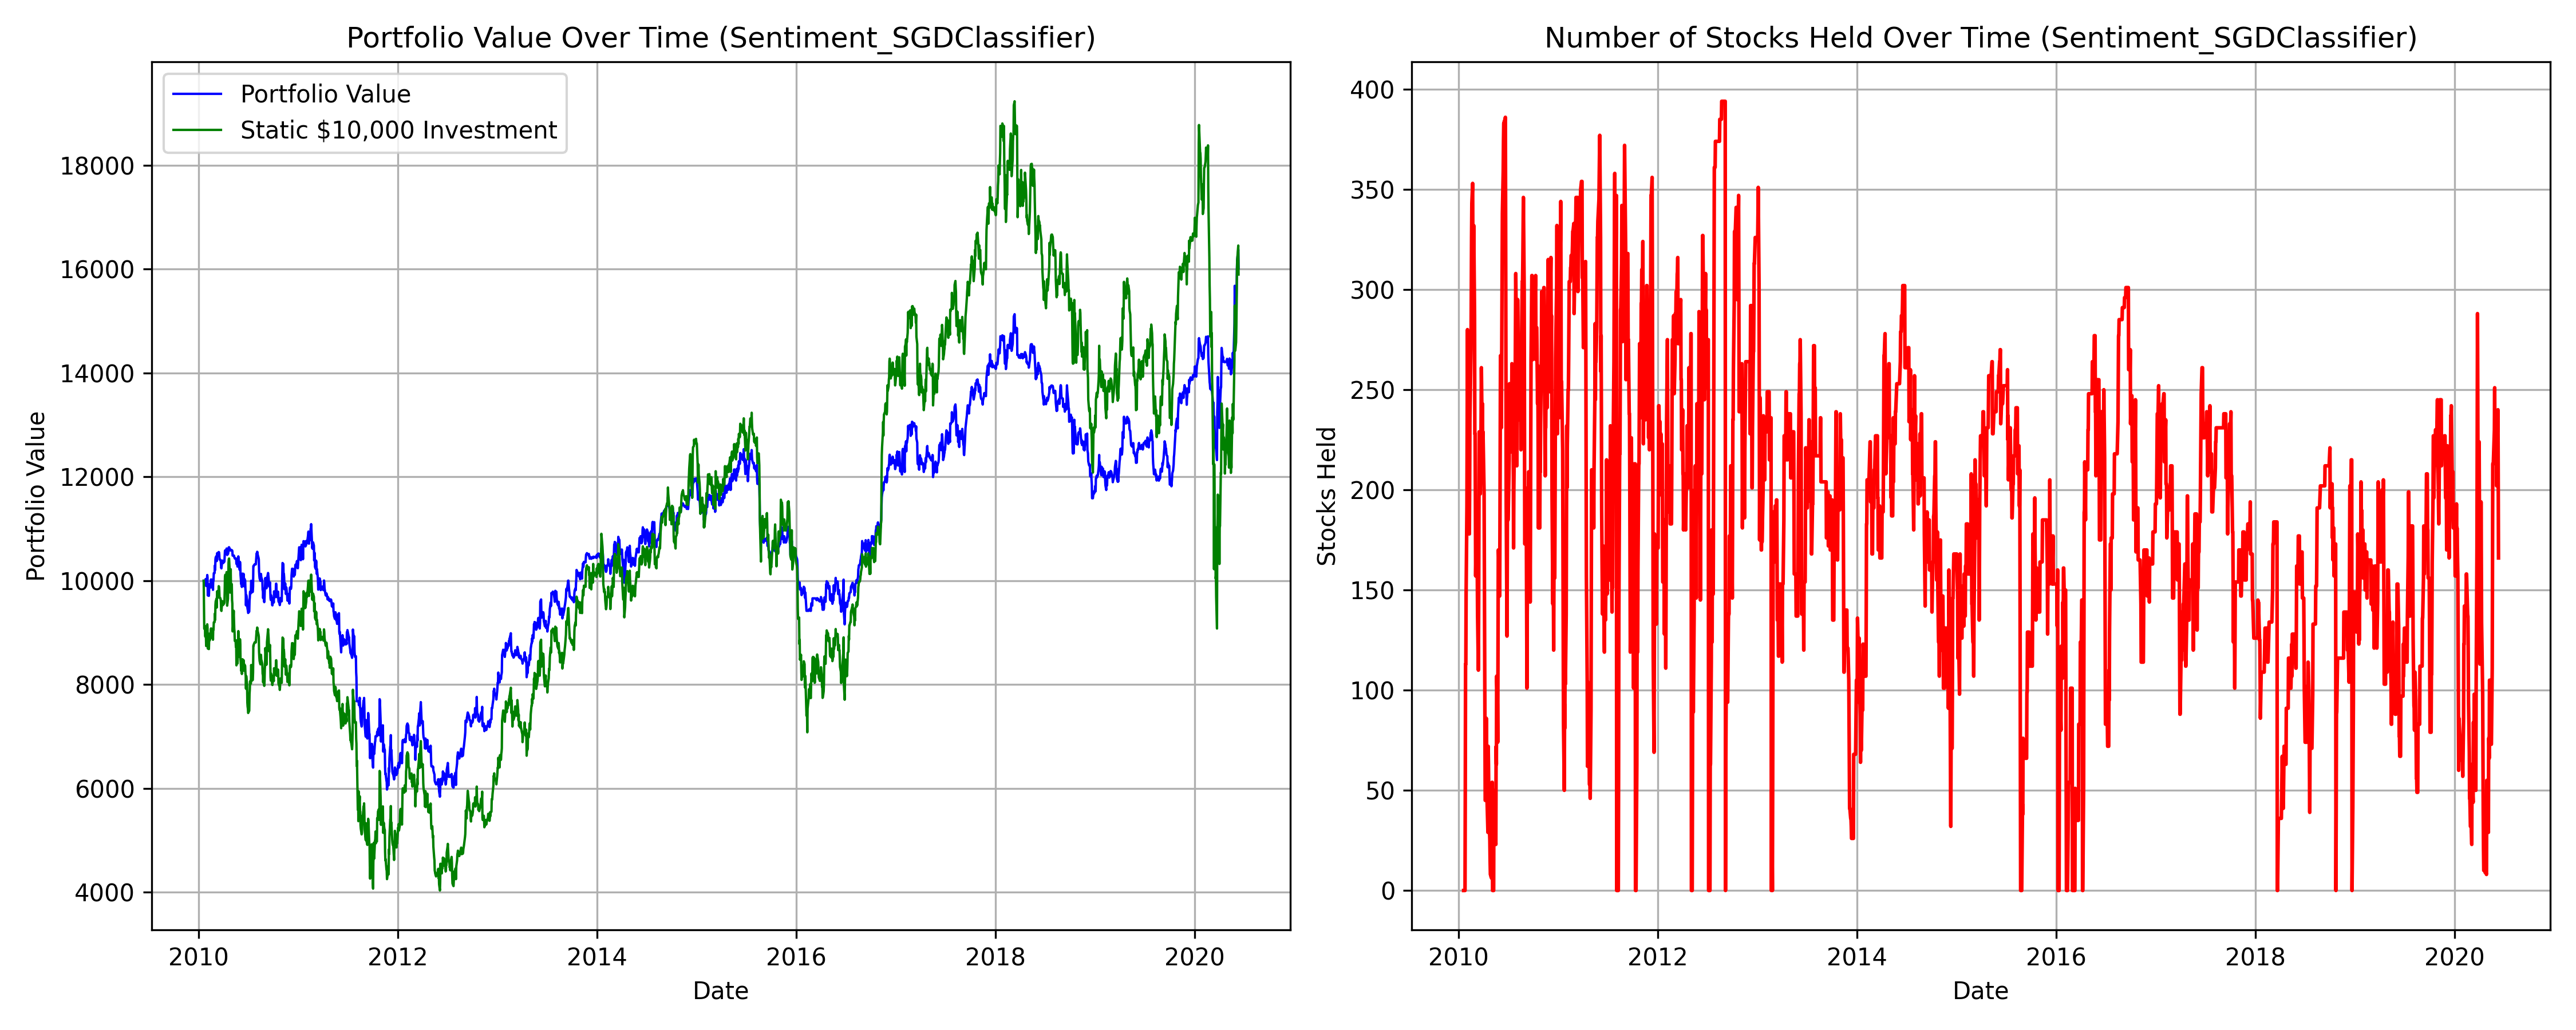 Portfolio Value Over Time (Sentiment_SGDClassifier)
Portfolio Value
Static $10,000 Investment
Portfolio Value
18000
16000
14000
12000
10000
8000
6000
4000
2010 2012 2014 2016 2018 2020
Date
Number of Stocks Held Over Time (Sentiment_SGDClassifier)
Stocks Held
400
350
300
250
200
150
100
50
0
2010 2012 2014 2016 2018 2020
Date